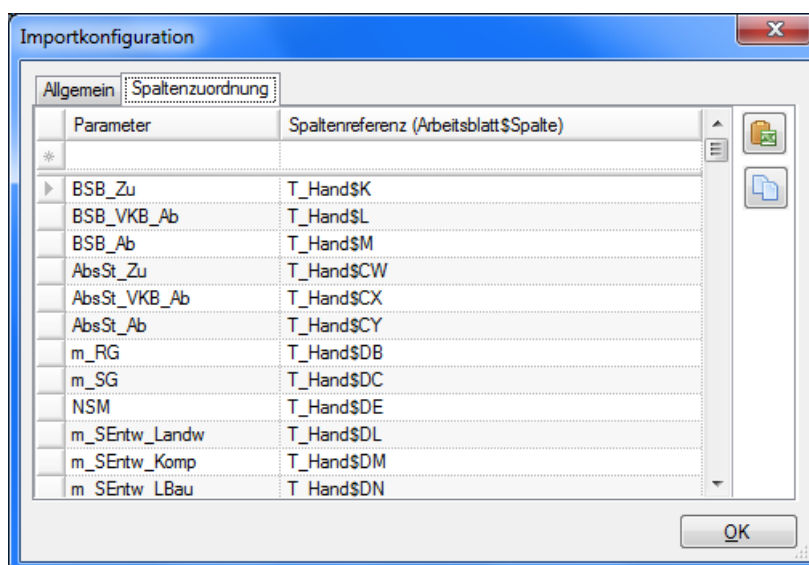 Importkonfiguration
Allgemein Spaltenzuordnung
Parameter Spaltenreferenz (Arbeitsblatt$Spalte)
BSB_Zu T_Hand$K
BSB_VKB_Ab T_Hand$L
BSB_Ab T_Hand$M
AbsSt_Zu T_Hand$CW
AbsSt_VKB_Ab T_Hand$CX
AbsSt_Ab T_Hand$CY
m_RG T_Hand$DB
m_SG T_Hand$DC
NSM T_Hand$DE
m_SEntw_Landw T_Hand$DL
m_SEntw_Komp T_Hand$DM
m_SEntw_LBau T_Hand$DN
OK